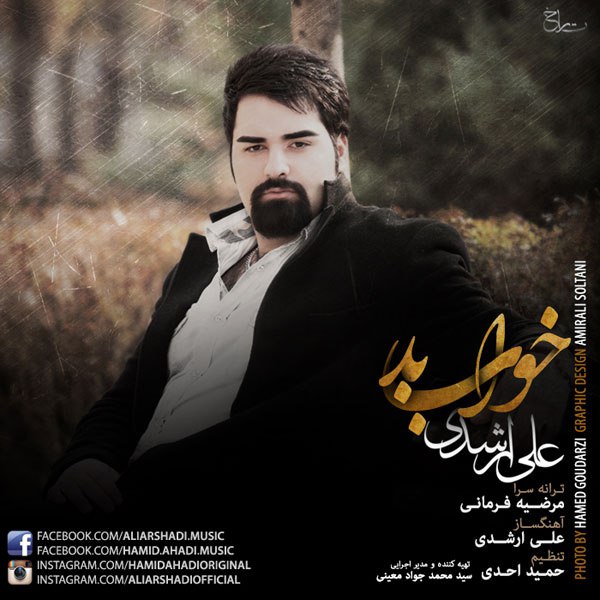 خواب بد
علی ارشدی
ترانه سرا
مرضیه فرمانی
آهنگساز
علی ارشدی
تنظیم
حمید احدی
تهیه کننده و مدیر اجرایی
سید محمد جواد معینی
FACEBOOK.COM/ALIARSHADI.MUSIC
FACEBOOK.COM/HAMID.AHADI.MUSIC
INSTAGRAM.COM/HAMIDAHADIORIGINAL
INSTAGRAM.COM/ALIARSHADIOFFICIAL
PHOTO BY HAMED GOUDARZI GRAPHIC DESIGN AMIRALI SOLTANI